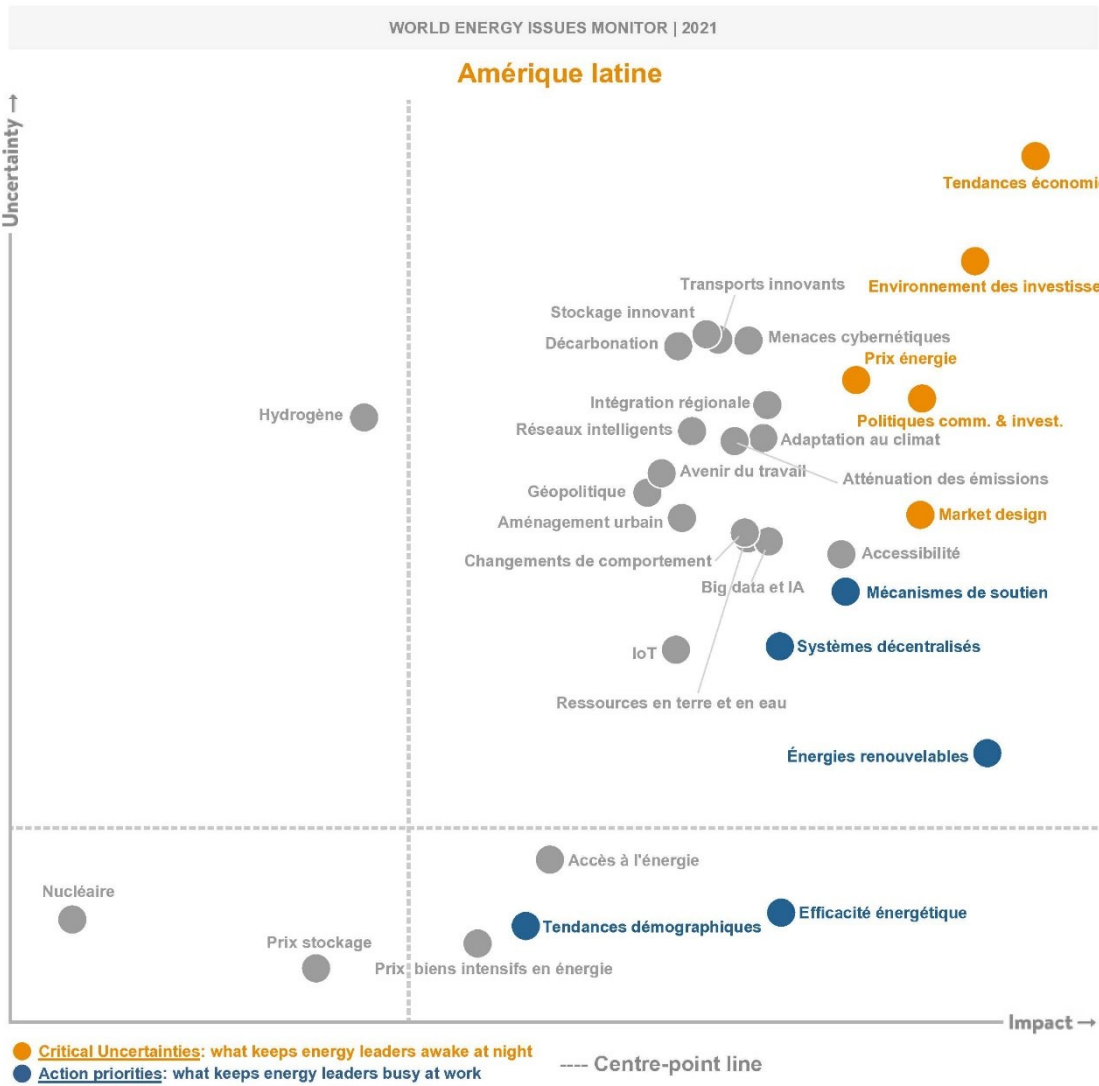 WORLD ENERGY ISSUES MONITOR | 2021
Amérique latine
Uncertainty →
Tendances économi
Environnement des investisse
Transports innovants
Stockage innovant
Menaces cybernétiques
Décarbonation
Prix énergie
Intégration régionale
Hydrogène
Politiques comm. & invest.
Réseaux intelligents
Adaptation au climat
Avenir du travail
Atténuation des émissions
Géopolitique
Market design
Aménagement urbain
Accessibilité
Changements de comportement
Big data et IA
Mécanismes de soutien
Systèmes décentralisés
IoT
Ressources en terre et en eau
Énergies renouvelables
Accès à l'énergie
Nucléaire
Efficacité énergétique
Tendances démographiques
Prix stockage
Prix biens intensifs en énergie
Impact →
Critical Uncertainties: what keeps energy leaders awake at night
Action priorities: what keeps energy leaders busy at work
---- Centre-point line